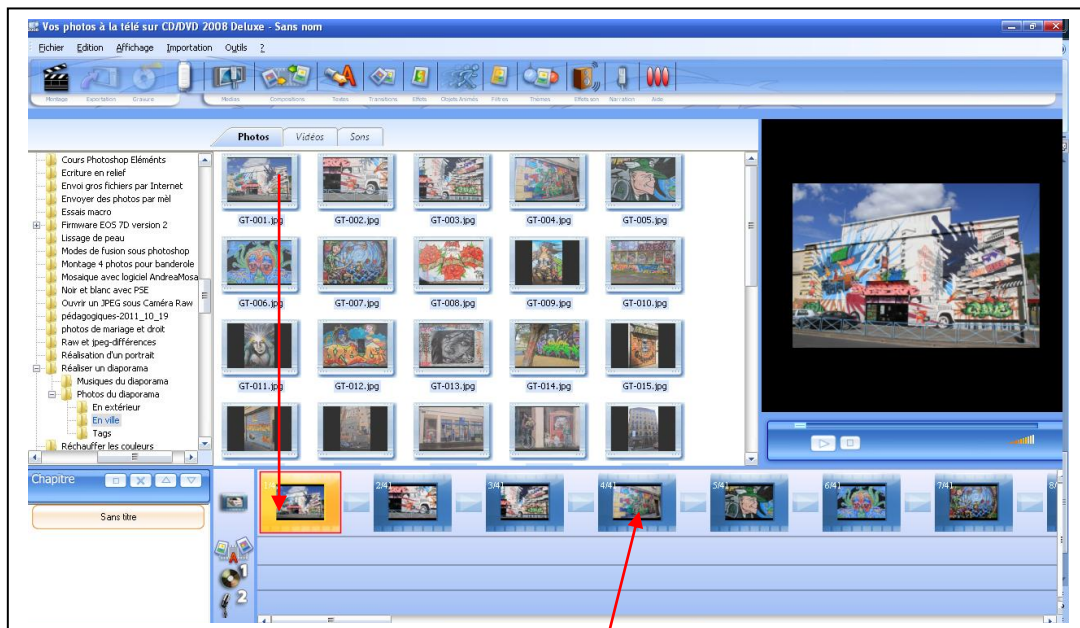 Vos photos à la télé sur CD/DVD 2008 Deluxe - Sans nom
Fichier Edition Affichage Importation Outils ?
Montage Exportation Gravure Medias Compositions Textes Transitions Effets Objets Animés Filtres Thèmes Effets son Narration Aide
Photos Vidéos Sons
Cours Photoshop Eléménts
Ecriture en relief
Envoi gros fichiers par Internet
Envoyer des photos par mèl
Essais macro
Firmware EOS 7D version 2
Lissage de peau
Modes de fusion sous photoshop
Montage 4 photos pour banderole
Mosaique avec logiciel AndreaMosa
Noir et blanc avec PSE
Ouvrir un JPEG sous Caméra Raw
pédagogiques-2011_10_19
photos de mariage et droit
Raw et jpeg-différences
Réalisation d'un portrait
Réaliser un diaporama
Musiques du diaporama
Photos du diaporama
En extérieur
En ville
Tags
Réchauffer les couleurs
GT-001.jpg GT-002.jpg GT-003.jpg GT-004.jpg GT-005.jpg
GT-006.jpg GT-007.jpg GT-008.jpg GT-009.jpg GT-010.jpg
GT-011.jpg GT-012.jpg GT-013.jpg GT-014.jpg GT-015.jpg
Chapitre
Sans titre
2/41 3/41 4/41 5/41 6/41 7/41
1
2